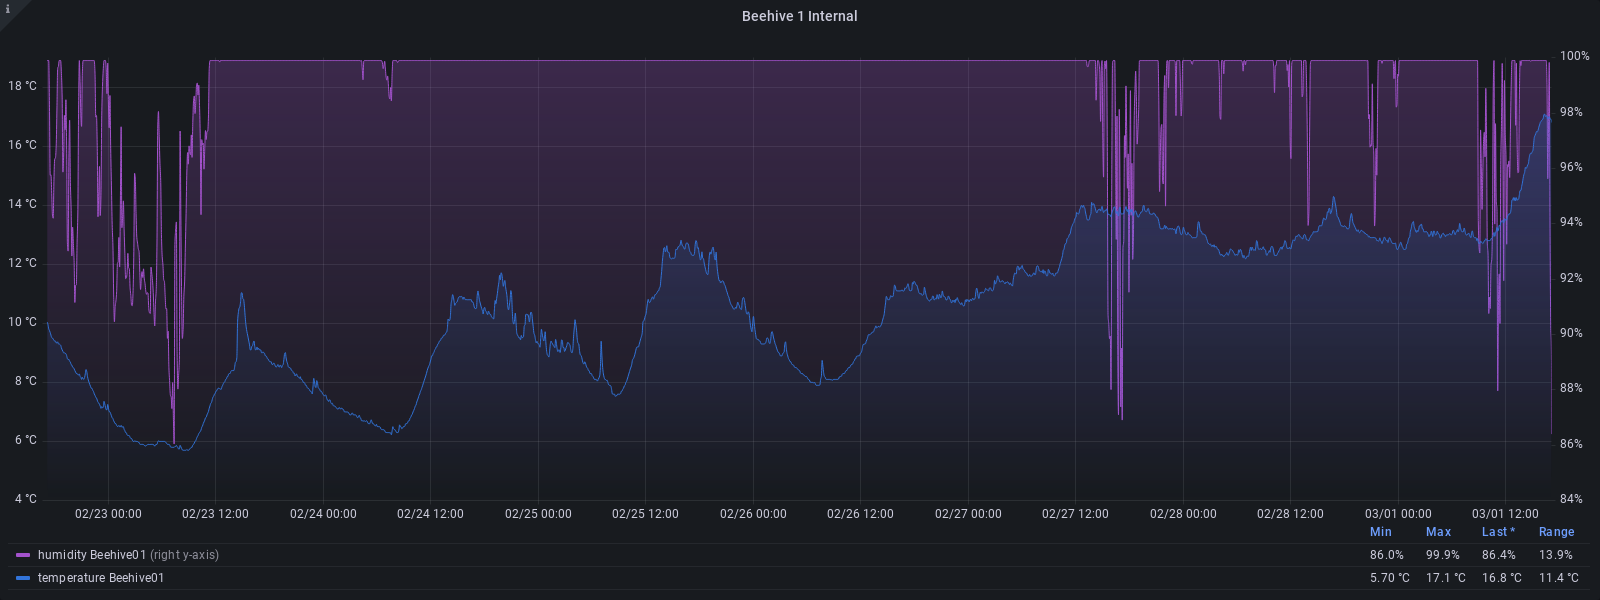 i
Beehive 1 Internal
18 °C
16 °C
14 °C
12 °C
10 °C
8 °C
6 °C
4 °C
100%
98%
96%
94%
92%
90%
88%
86%
84%
02/23 00:00 02/23 12:00 02/24 00:00 02/24 12:00 02/25 00:00 02/25 12:00 02/26 00:00 02/26 12:00 02/27 00:00 02/27 12:00 02/28 00:00 02/28 12:00 03/01 00:00 03/01 12:00
Min Max Last * Range
humidity Beehive01 (right y-axis) 86.0% 99.9% 86.4% 13.9%
temperature Beehive01 5.70 °C 17.1 °C 16.8 °C 11.4 °C